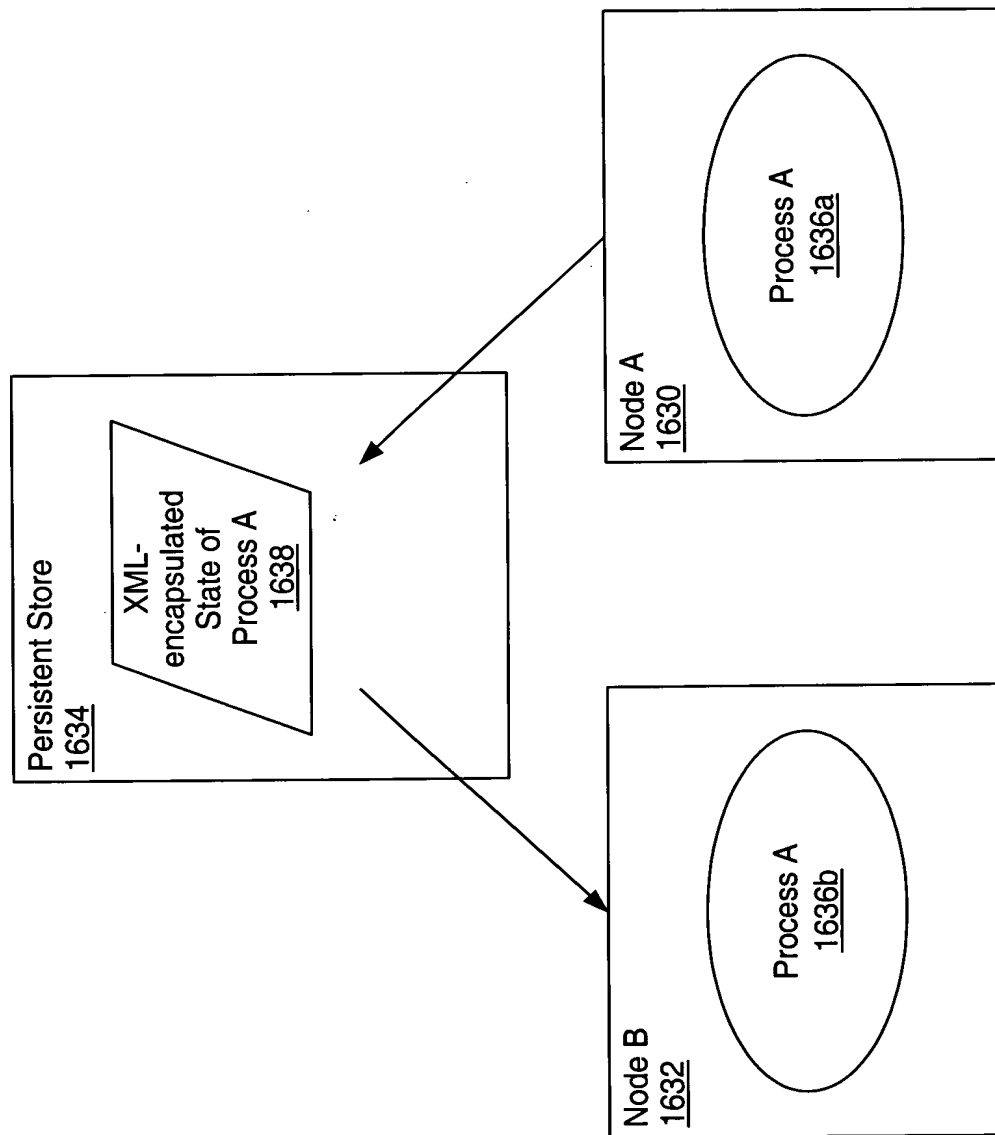 Persistent Store
1634
XML-
encapsulated
State of
Process A
1638
Node B
1632
Process A
1636b
Node A
1630
Process A
1636a